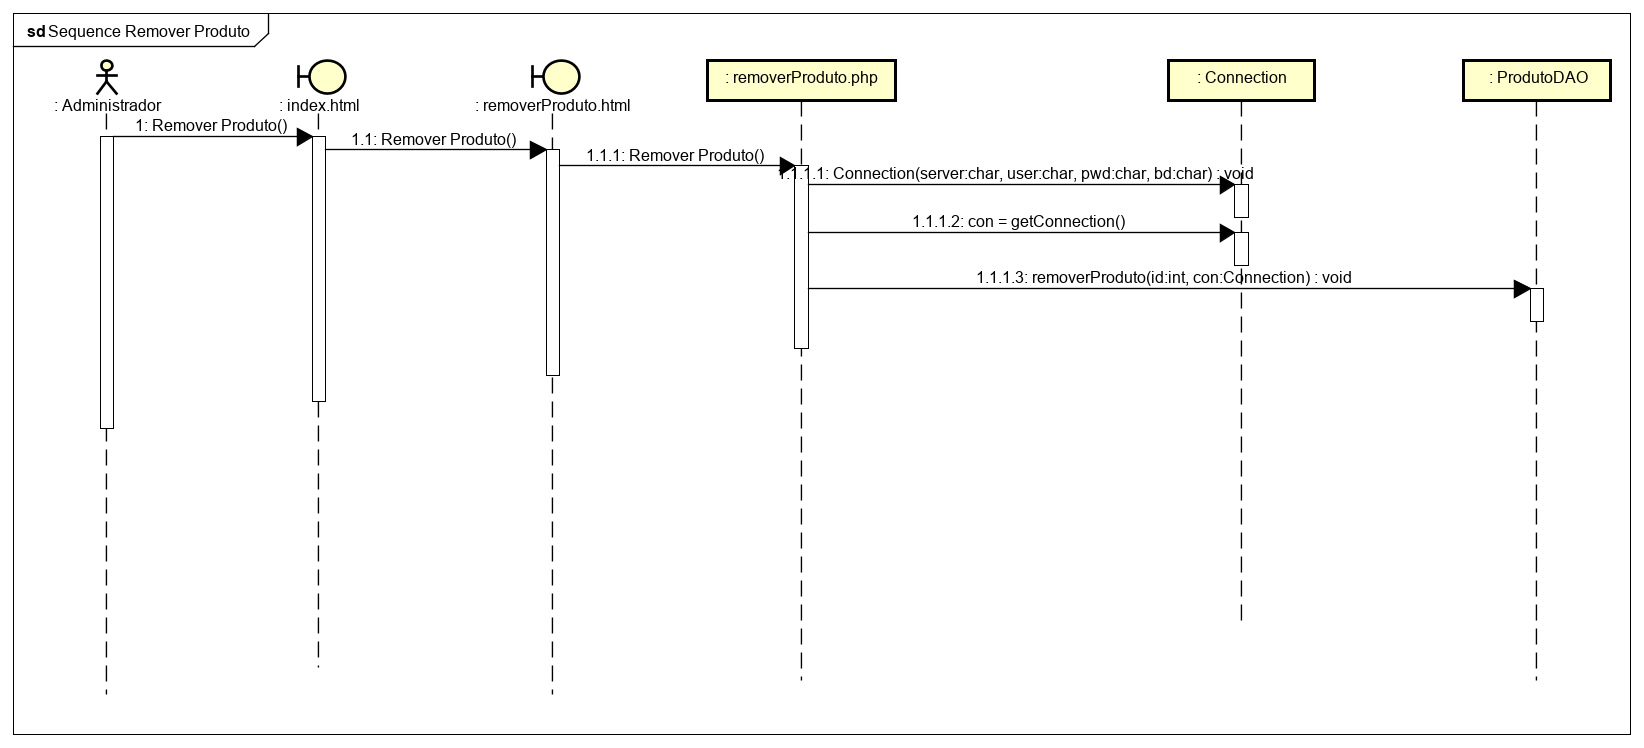 sd Sequence Remover Produto
: Administrador
: index.html
: removerProduto.html
: removerProduto.php
: Connection
: ProdutoDAO
1: Remover Produto()
1.1: Remover Produto()
1.1.1: Remover Produto()
1.1.1.1: Connection(server:char, user:char, pwd:char, bd:char) : void
1.1.1.2: con = getConnection()
1.1.1.3: removerProduto(id:int, con:Connection) : void